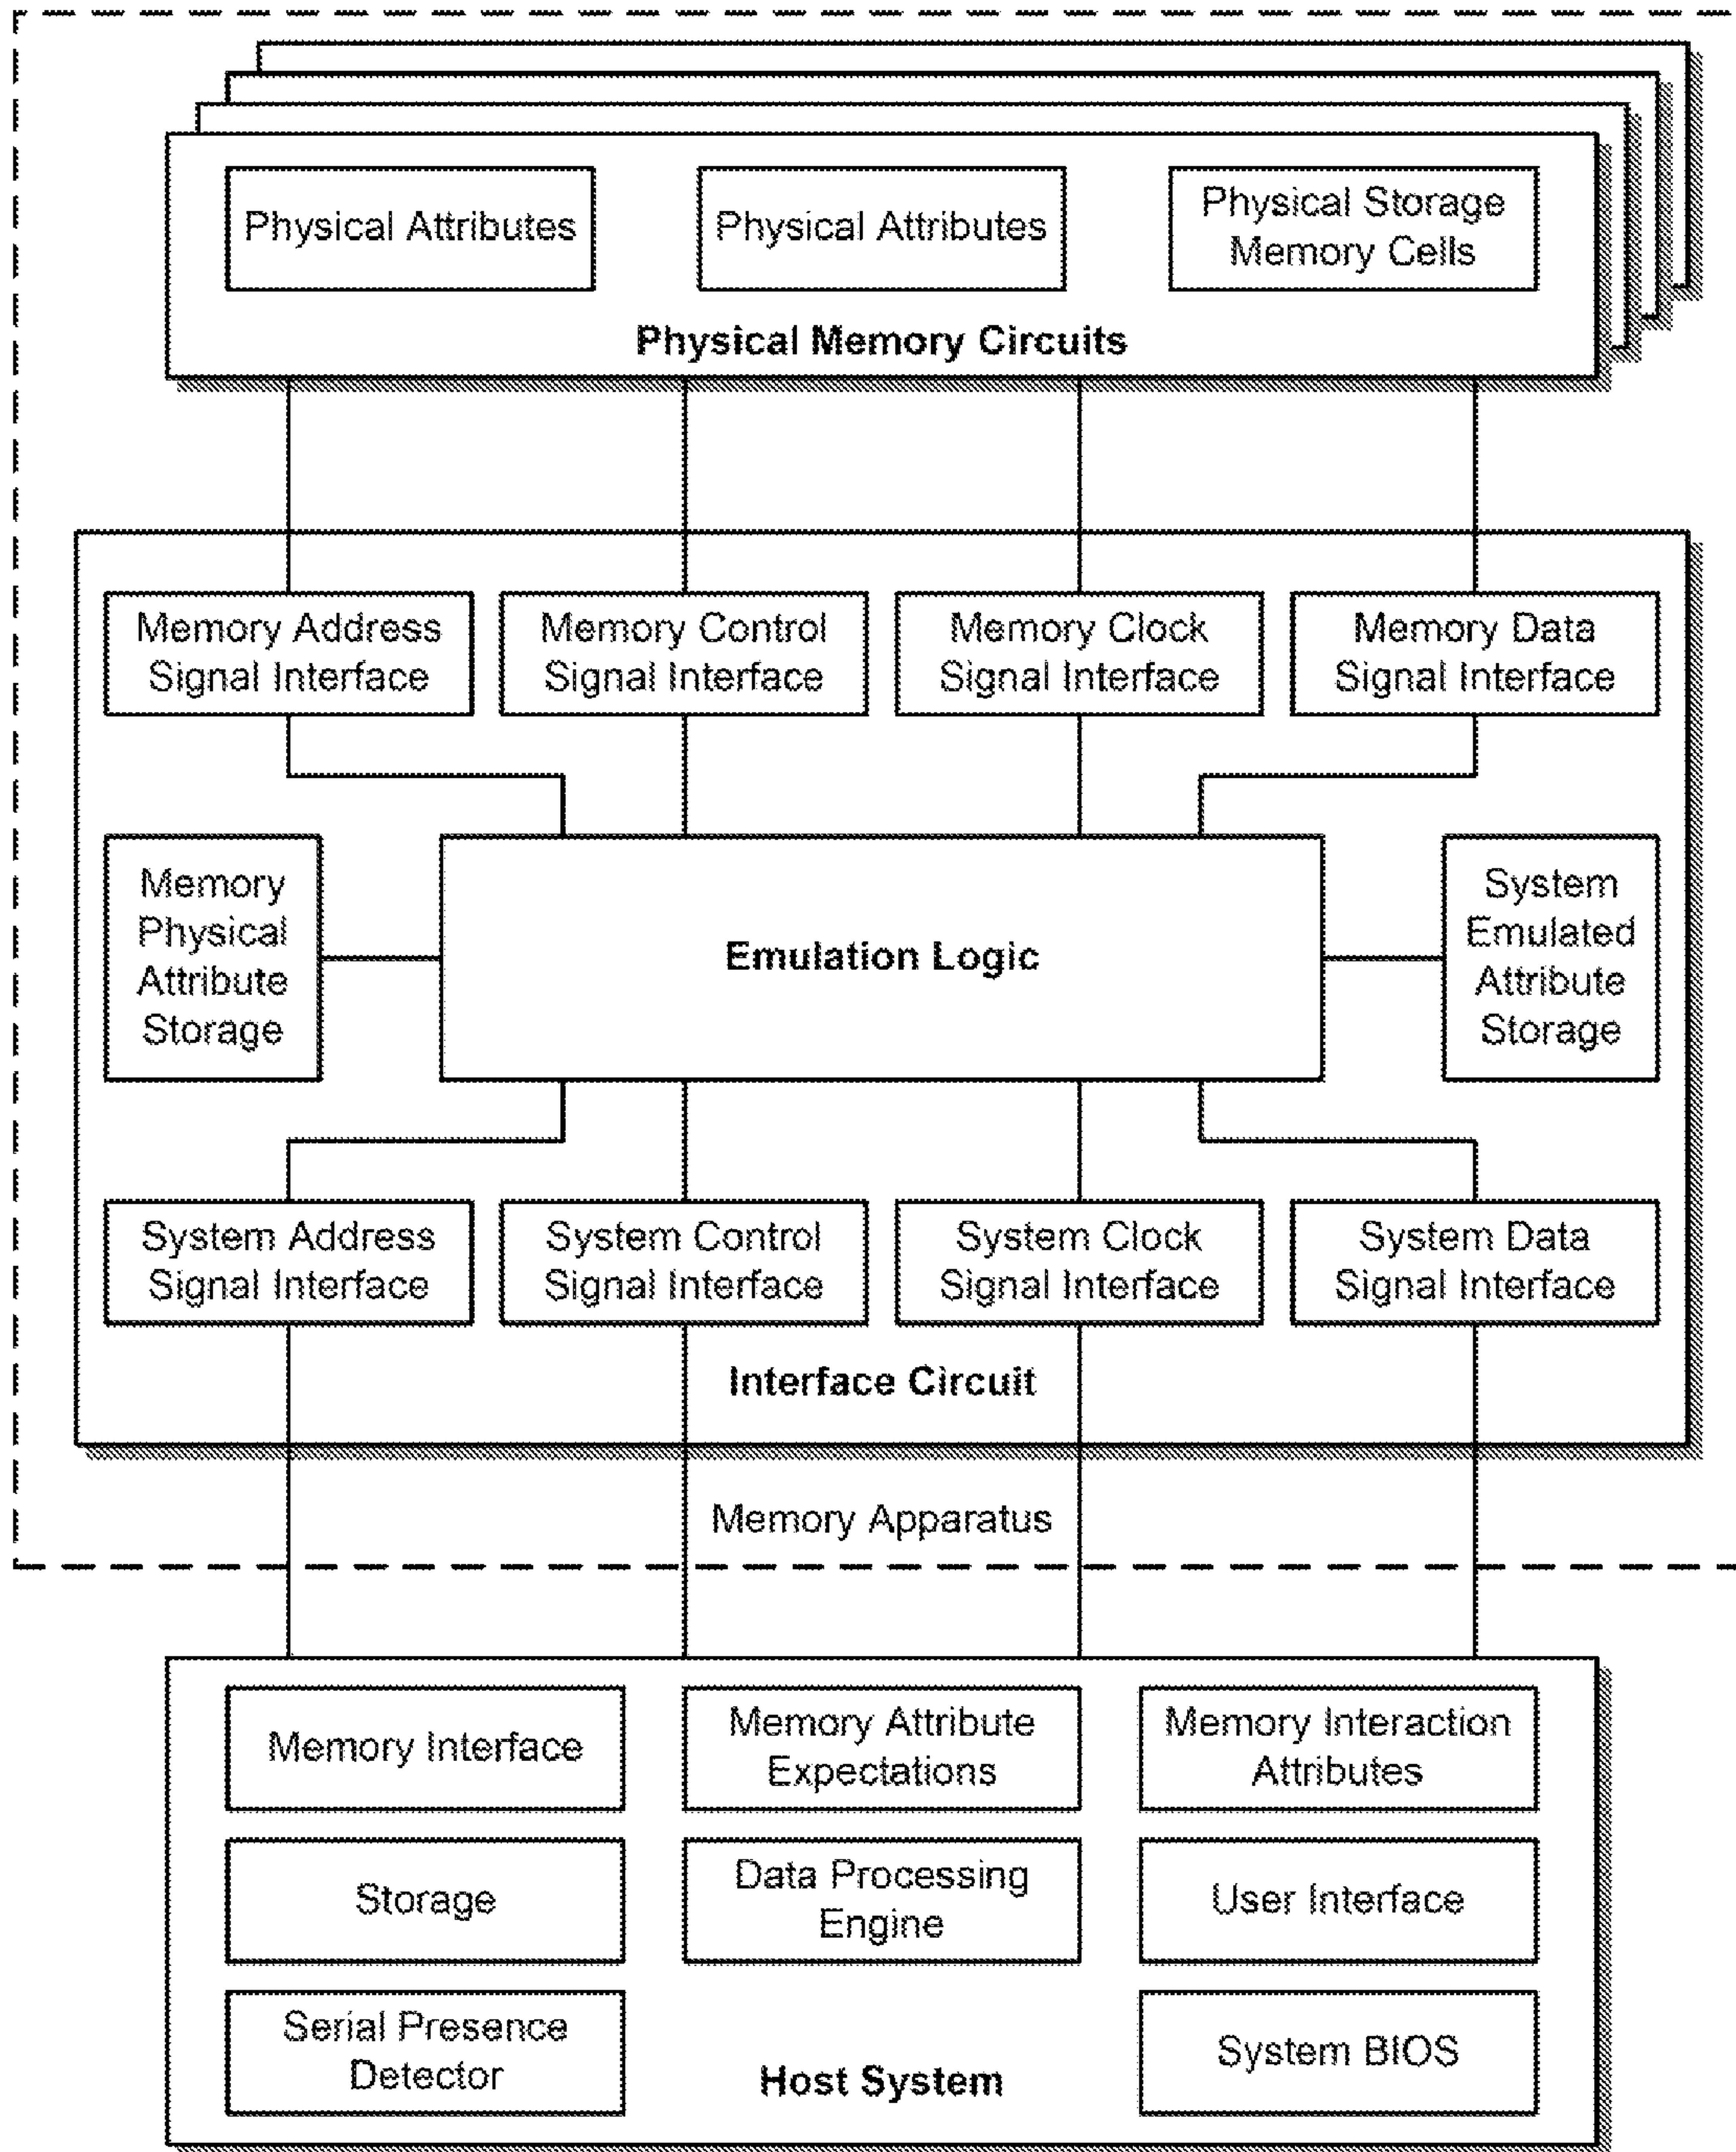 Physical Attributes
Physical Attributes
Physical Storage
Memory Cells
Physical Memory Circuits
Memory Address
Signal Interface
Memory Control
Signal Interface
Memory Clock
Signal Interface
Memory Data
Signal Interface
Memory
Physical
Attribute
Storage
Emulation Logic
System
Emulated
Attribute
Storage
System Address
Signal Interface
System Control
Signal Interface
System Clock
Signal Interface
System Data
Signal Interface
Interface Circuit
Memory Apparatus
Memory Interface
Memory Attribute
Expectations
Memory Interaction
Attributes
Storage
Data Processing
Engine
User Interface
Serial Presence
Detector
Host System
System BIOS